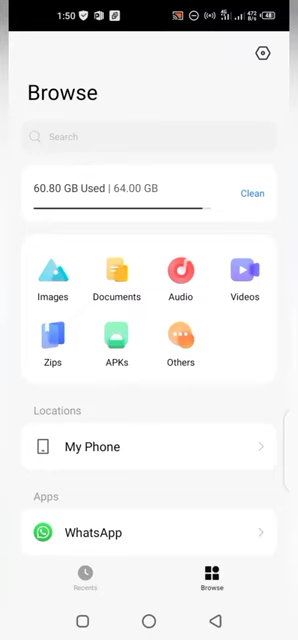 1:50
48
Browse
Search
60.80 GB Used | 64.00 GB
Clean
Images
Documents
Audio
Videos
Zips
APKs
Others
Locations
My Phone
Apps
WhatsApp
Recents
Browse